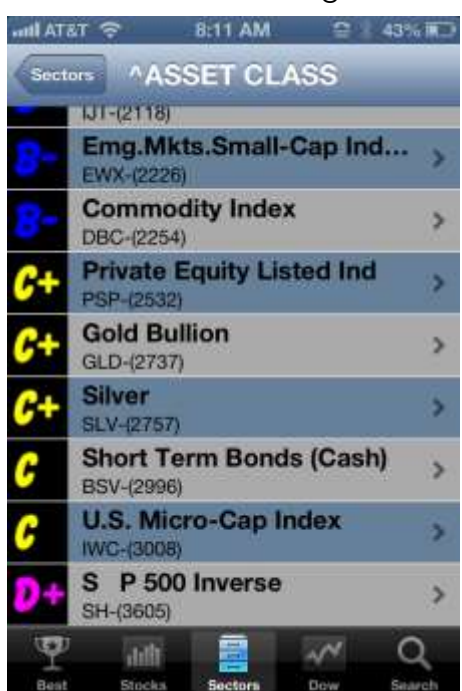 AT&T 8:11 AM 43%
Sectors ^ASSET CLASS
IJT-(2118)
B- Emg.Mkts.Small-Cap Ind...
EWX-(2226)
B- Commodity Index
DBC-(2254)
C+ Private Equity Listed Ind
PSP-(2532)
C+ Gold Bullion
GLD-(2737)
C+ Silver
SLV-(2757)
C Short Term Bonds (Cash)
BSV-(2996)
C U.S. Micro-Cap Index
IWC-(3008)
D+ S P 500 Inverse
SH-(3605)
Best Stocks Sectors Dow Search